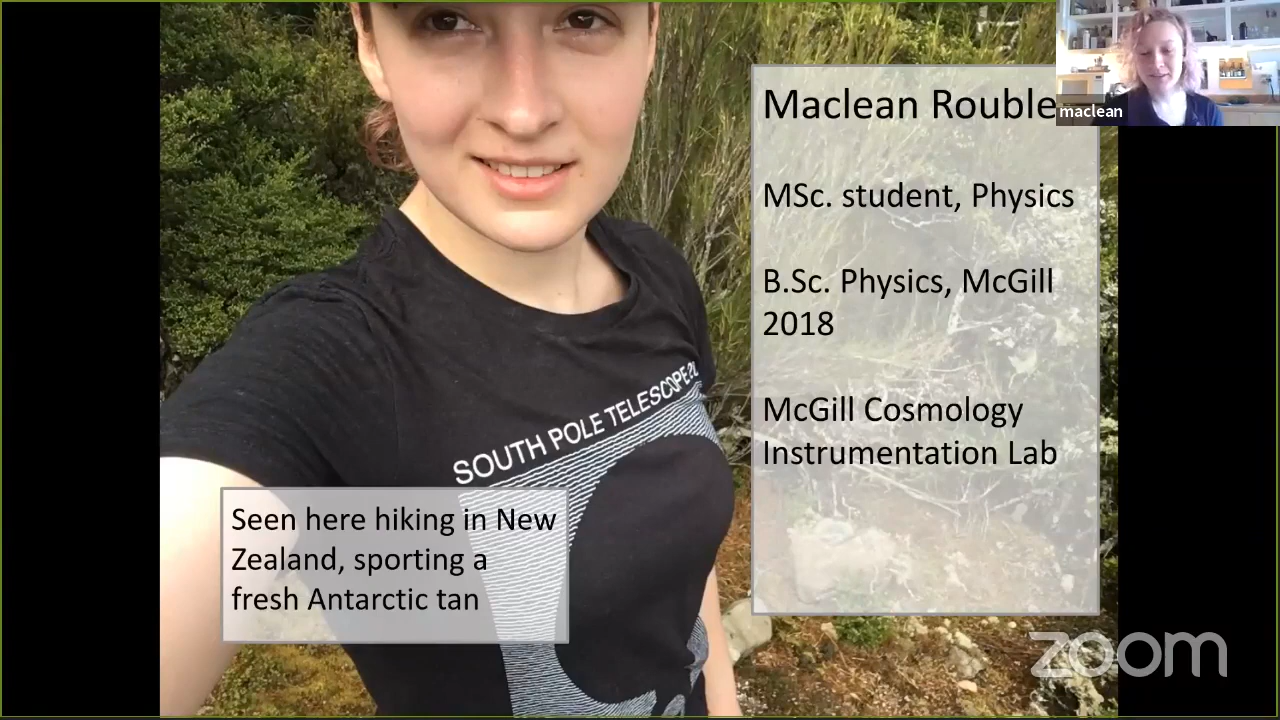 Maclean Rouble
maclean
MSc. student, Physics
B.Sc. Physics, McGill
2018
McGill Cosmology
Instrumentation Lab
SOUTH POLE TELESCOPE
Seen here hiking in New
Zealand, sporting a
fresh Antarctic tan
zoom